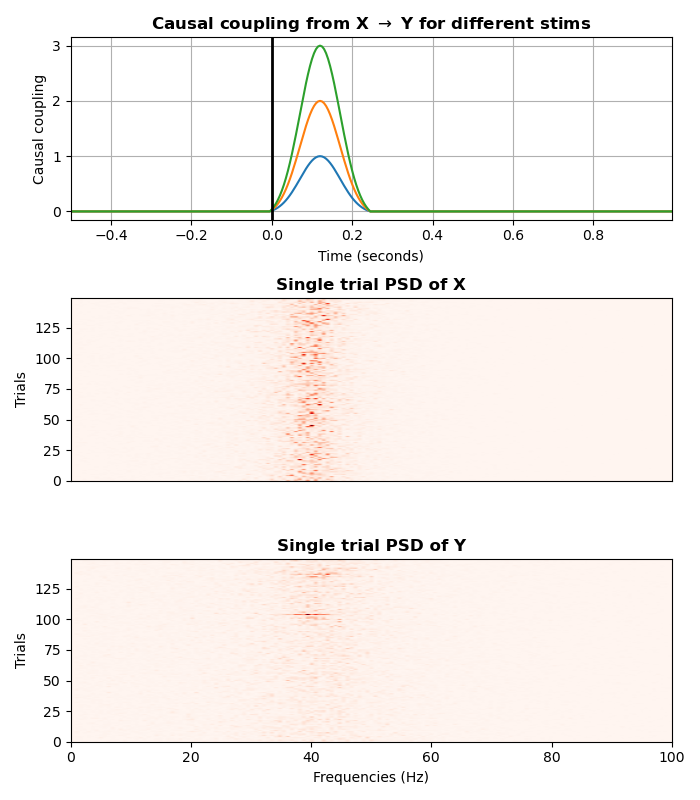 Causal coupling from X → Y for different stims
Causal coupling
3
2
1
0
−0.4 −0.2 0.0 0.2 0.4 0.6 0.8
Time (seconds)
Single trial PSD of X
Trials
125
100
75
50
25
0
Single trial PSD of Y
Trials
125
100
75
50
25
0
0 20 40 60 80 100
Frequencies (Hz)